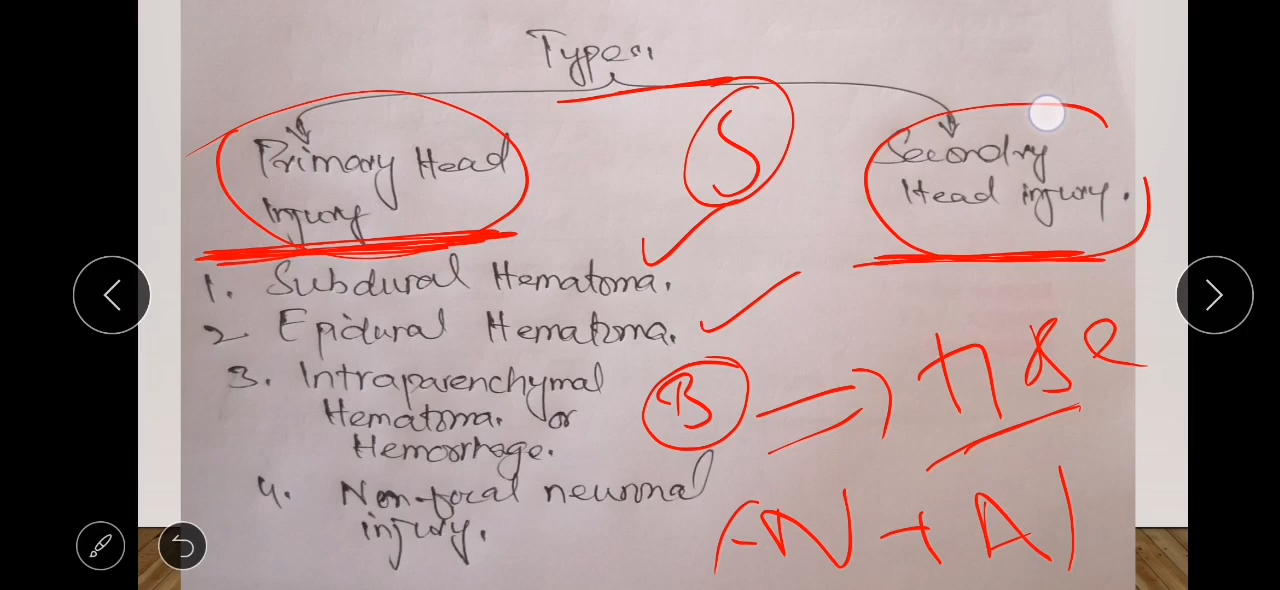 Types
Primary Head
Injury
Secondry
Head injury.
S
1. Subdural Hematoma.
2. Epidural Hematoma.
3. Intraparenchymal
Hematoma. or
Hemorrhage.
B
4. Non-focal neuronal
injury.
(N + A)